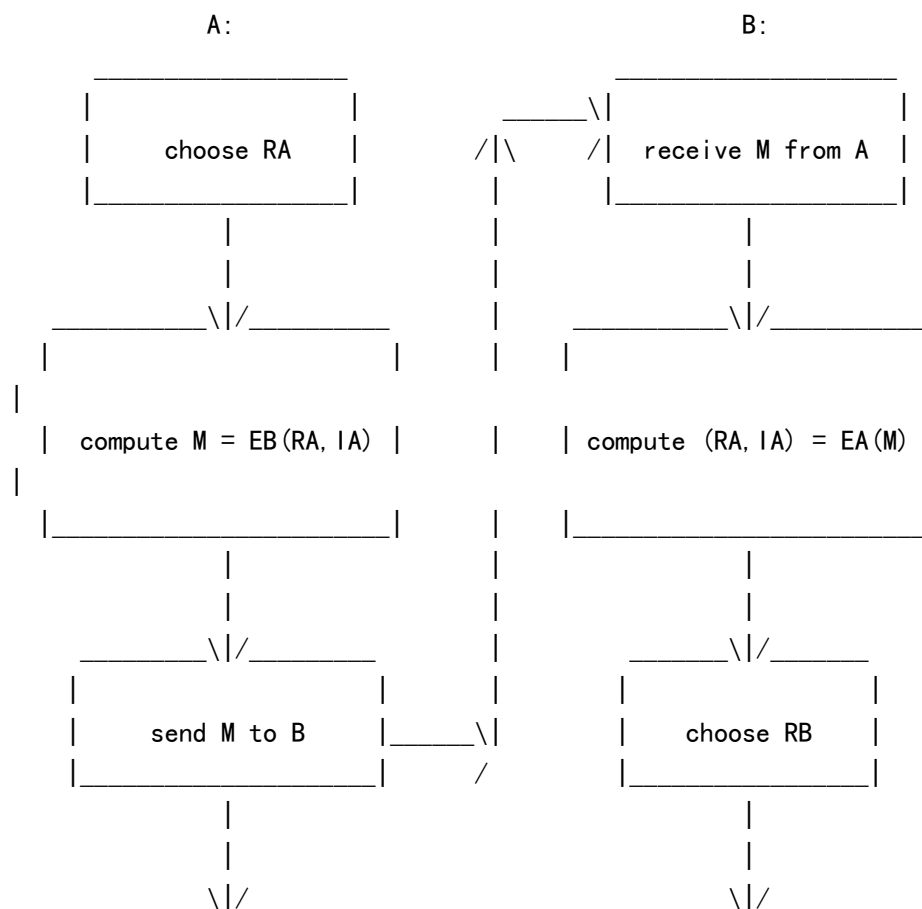 A: B:
choose RA receive M from A
compute M = EB(RA, IA) compute (RA, IA) = EA(M)
send M to B choose RB